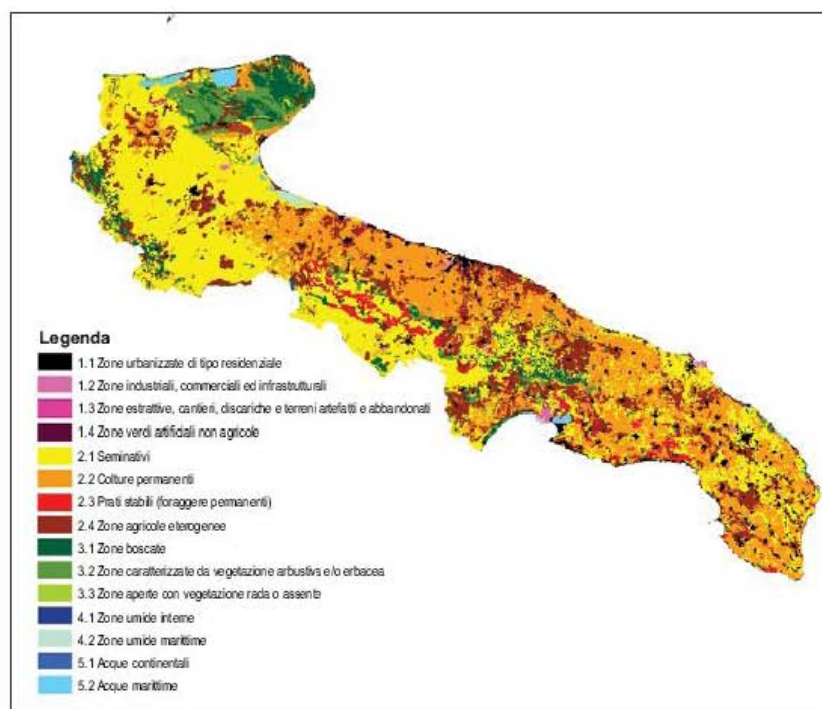 Legenda
1.1 Zone urbanizzate di tipo residenziale
1.2 Zone industriali, commerciali ed infrastrutturali
1.3 Zone estrattive, cantieri, discariche e terreni artefatti e abbandonati
1.4 Zone verdi artificiali non agricole
2.1 Seminativi
2.2 Colture permanenti
2.3 Prati stabili (foraggere permanenti)
2.4 Zone agricole eterogenee
3.1 Zone boscate
3.2 Zone caratterizzate da vegetazione arbustiva e/o erbacea
3.3 Zone aperte con vegetazione rada o assente
4.1 Zone umide interne
4.2 Zone umide marittime
5.1 Acque continentali
5.2 Acque marittime